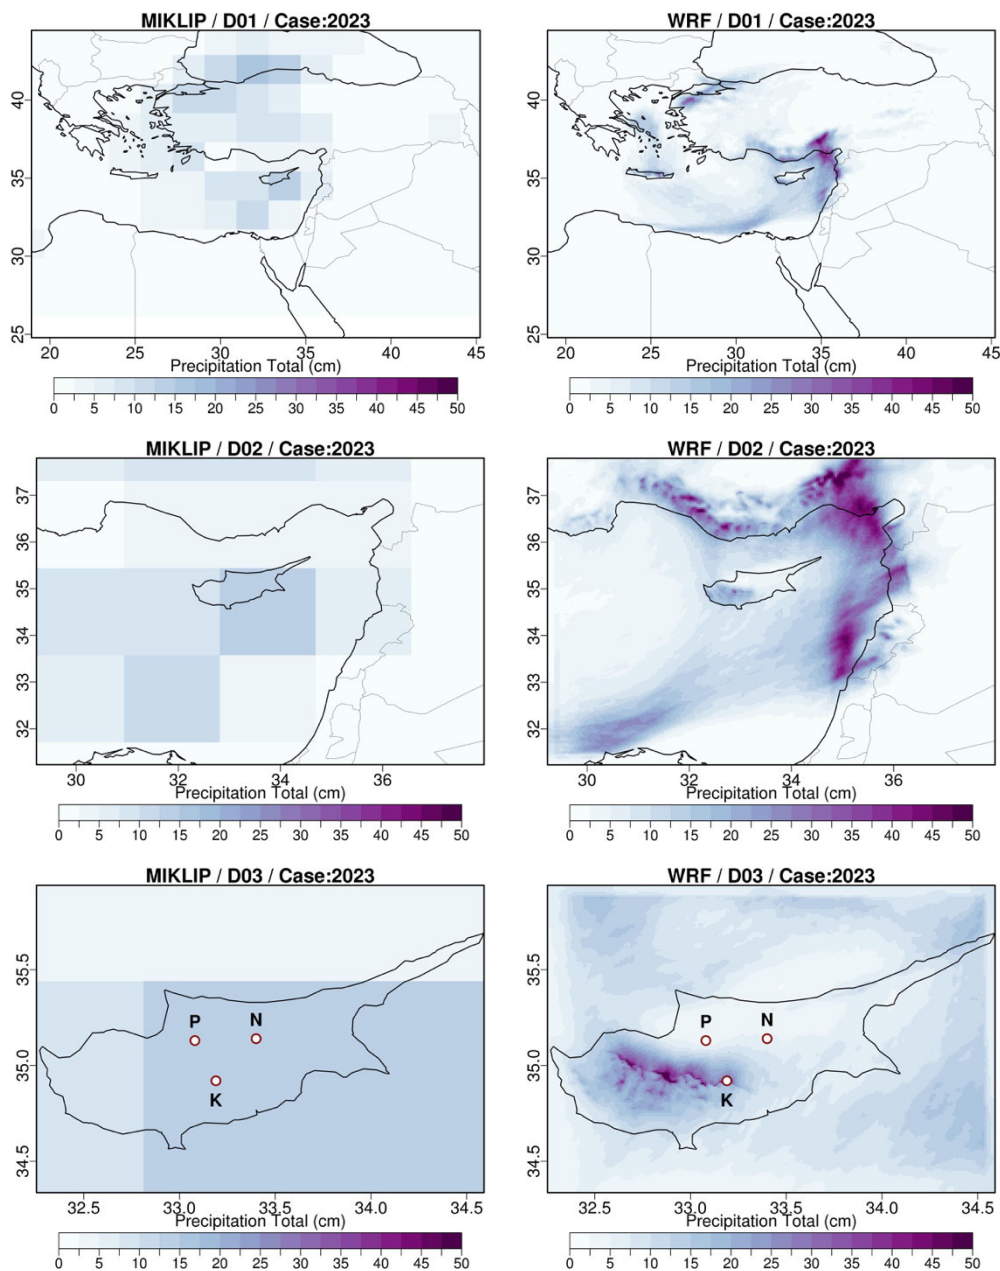 MIKLIP / D01 / Case:2023
40
35
30
25
20 25 30 35 40 45
Precipitation Total (cm)
0 5 10 15 20 25 30 35 40 45 50
WRF / D01 / Case:2023
40
35
30
25
20 25 30 35 40 45
Precipitation Total (cm)
0 5 10 15 20 25 30 35 40 45 50
MIKLIP / D02 / Case:2023
37
36
35
34
33
32
30 32 34 36
Precipitation Total (cm)
0 5 10 15 20 25 30 35 40 45 50
WRF / D02 / Case:2023
37
36
35
34
33
32
30 32 34 36
Precipitation Total (cm)
0 5 10 15 20 25 30 35 40 45 50
MIKLIP / D03 / Case:2023
35.5
35.0
34.5
P N
K
32.5 33.0 33.5 34.0 34.5
Precipitation Total (cm)
0 5 10 15 20 25 30 35 40 45 50
WRF / D03 / Case:2023
35.5
35.0
34.5
P N
K
32.5 33.0 33.5 34.0 34.5
Precipitation Total (cm)
0 5 10 15 20 25 30 35 40 45 50